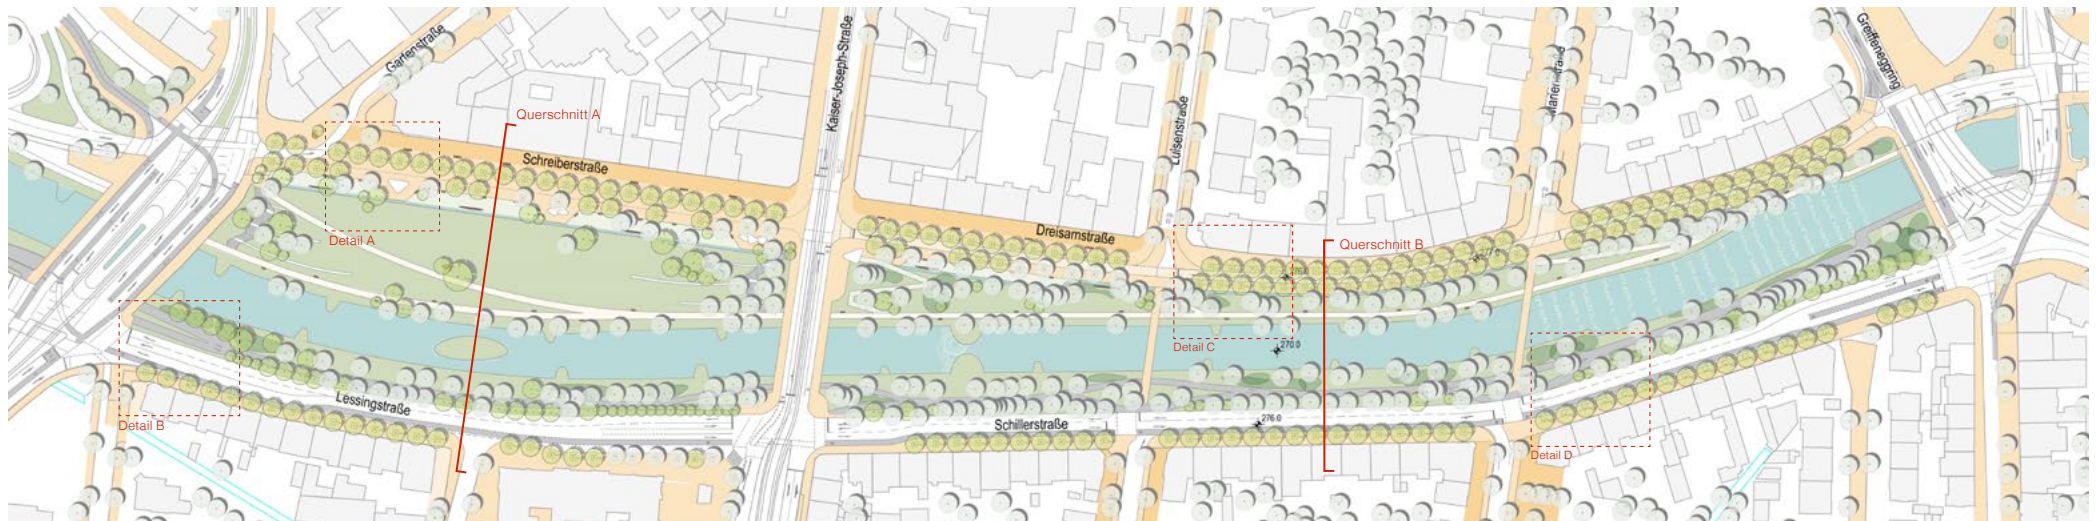 Gartenstraße
Kaiser-Joseph-Straße
Greiffeneggring
Marienstraße
Luisenstraße
Querschnitt A
Schreiberstraße
Dreisamstraße
Detail A
Querschnitt B
Detail C
270.0
Detail B
Lessingstraße
Schillerstraße
276.0
Detail D